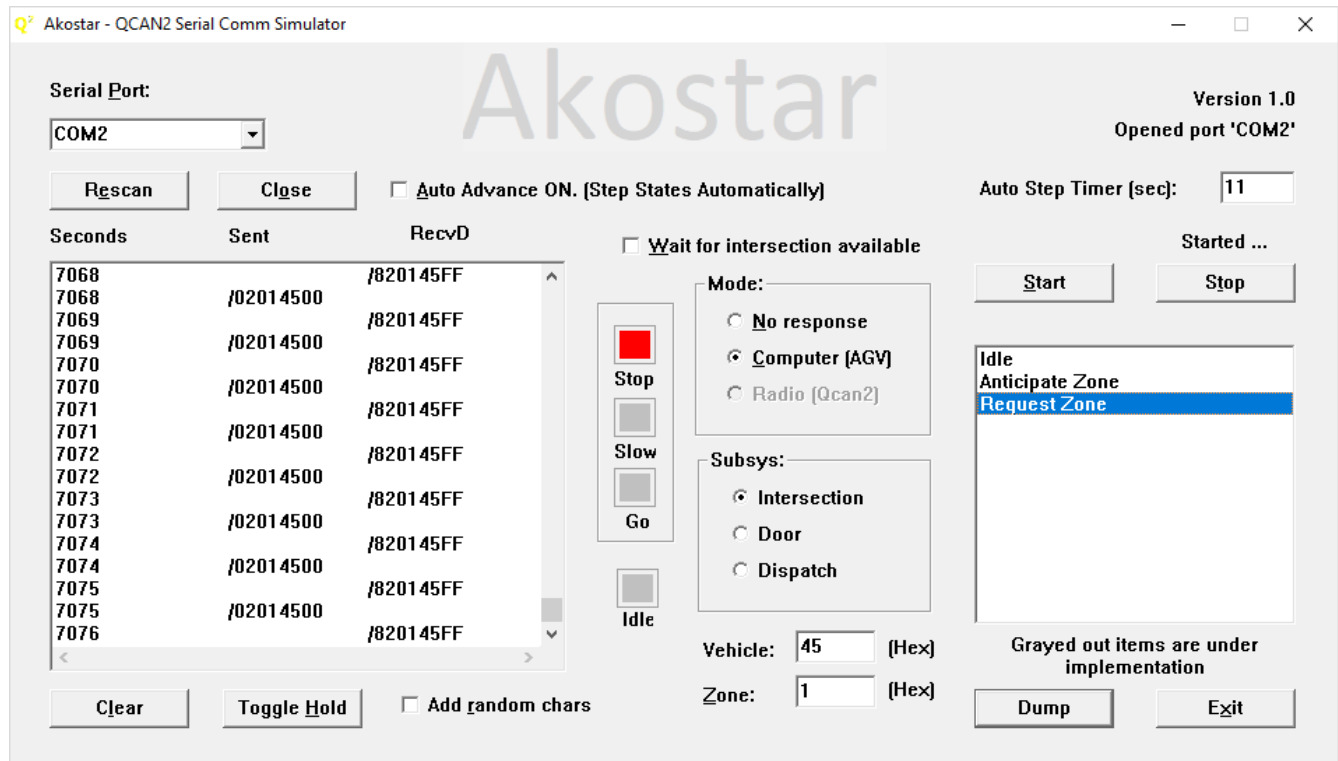 Q2 Akostar - QCAN2 Serial Comm Simulator
Akostar
Serial Port:
COM2
Version 1.0
Opened port 'COM2'
Rescan
Close
Auto Advance ON. (Step States Automatically)
Auto Step Timer (sec):
11
Seconds Sent RecvD
7068 /820145FF
7068 /02014500
7069 /820145FF
7069 /02014500
7070 /820145FF
7070 /02014500
7071 /820145FF
7071 /02014500
7072 /820145FF
7072 /02014500
7073 /820145FF
7073 /02014500
7074 /820145FF
7074 /02014500
7075 /820145FF
7075 /02014500
7076 /820145FF
Clear
Toggle Hold
Add random chars
Wait for intersection available
Stop
Slow
Go
Idle
Mode:
No response
Computer (AGV)
Radio (Qcan2)
Subsys:
Intersection
Door
Dispatch
Vehicle: 45 (Hex)
Zone: 1 (Hex)
Started ...
Start
Stop
Idle
Anticipate Zone
Request Zone
Grayed out items are under
implementation
Dump
Exit